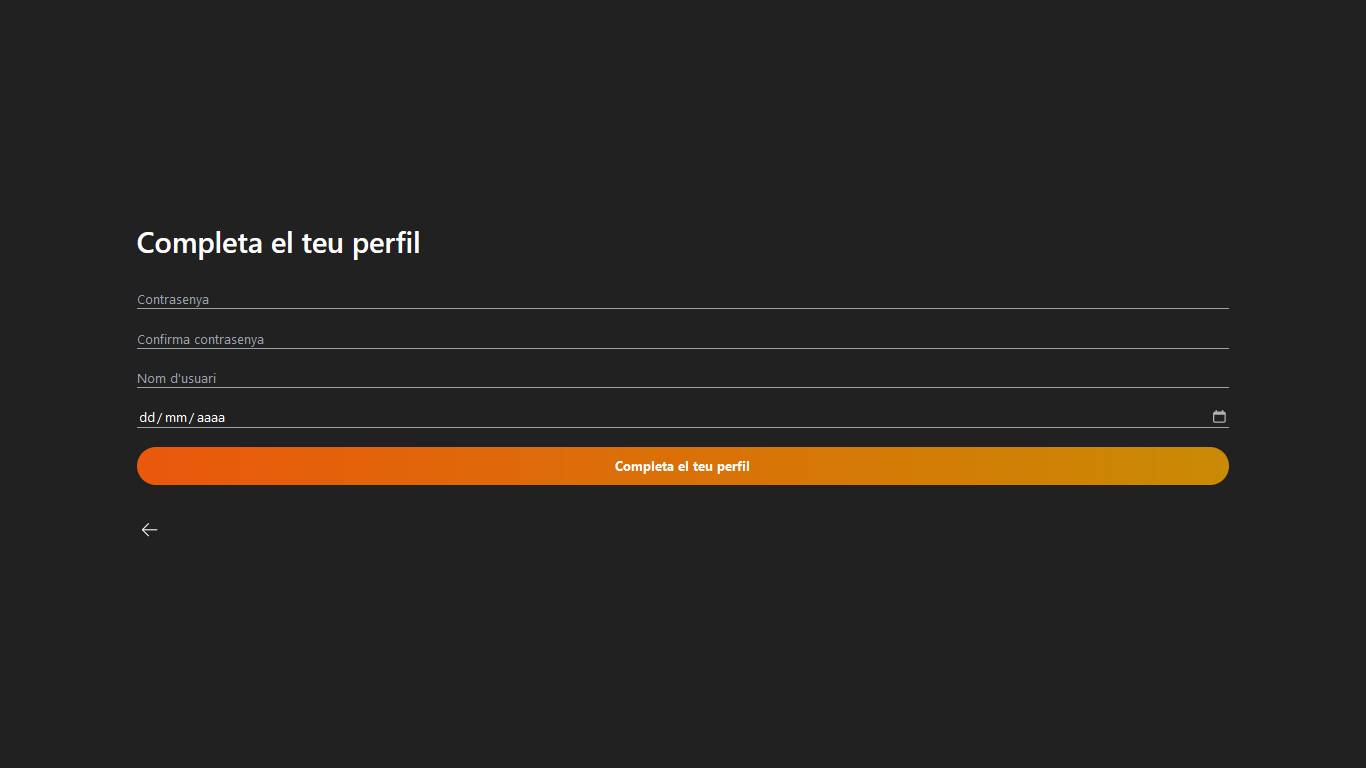 Completa el teu perfil
Contrasenya
Confirma contrasenya
Nom d'usuari
dd/mm/aaaa
Completa el teu perfil